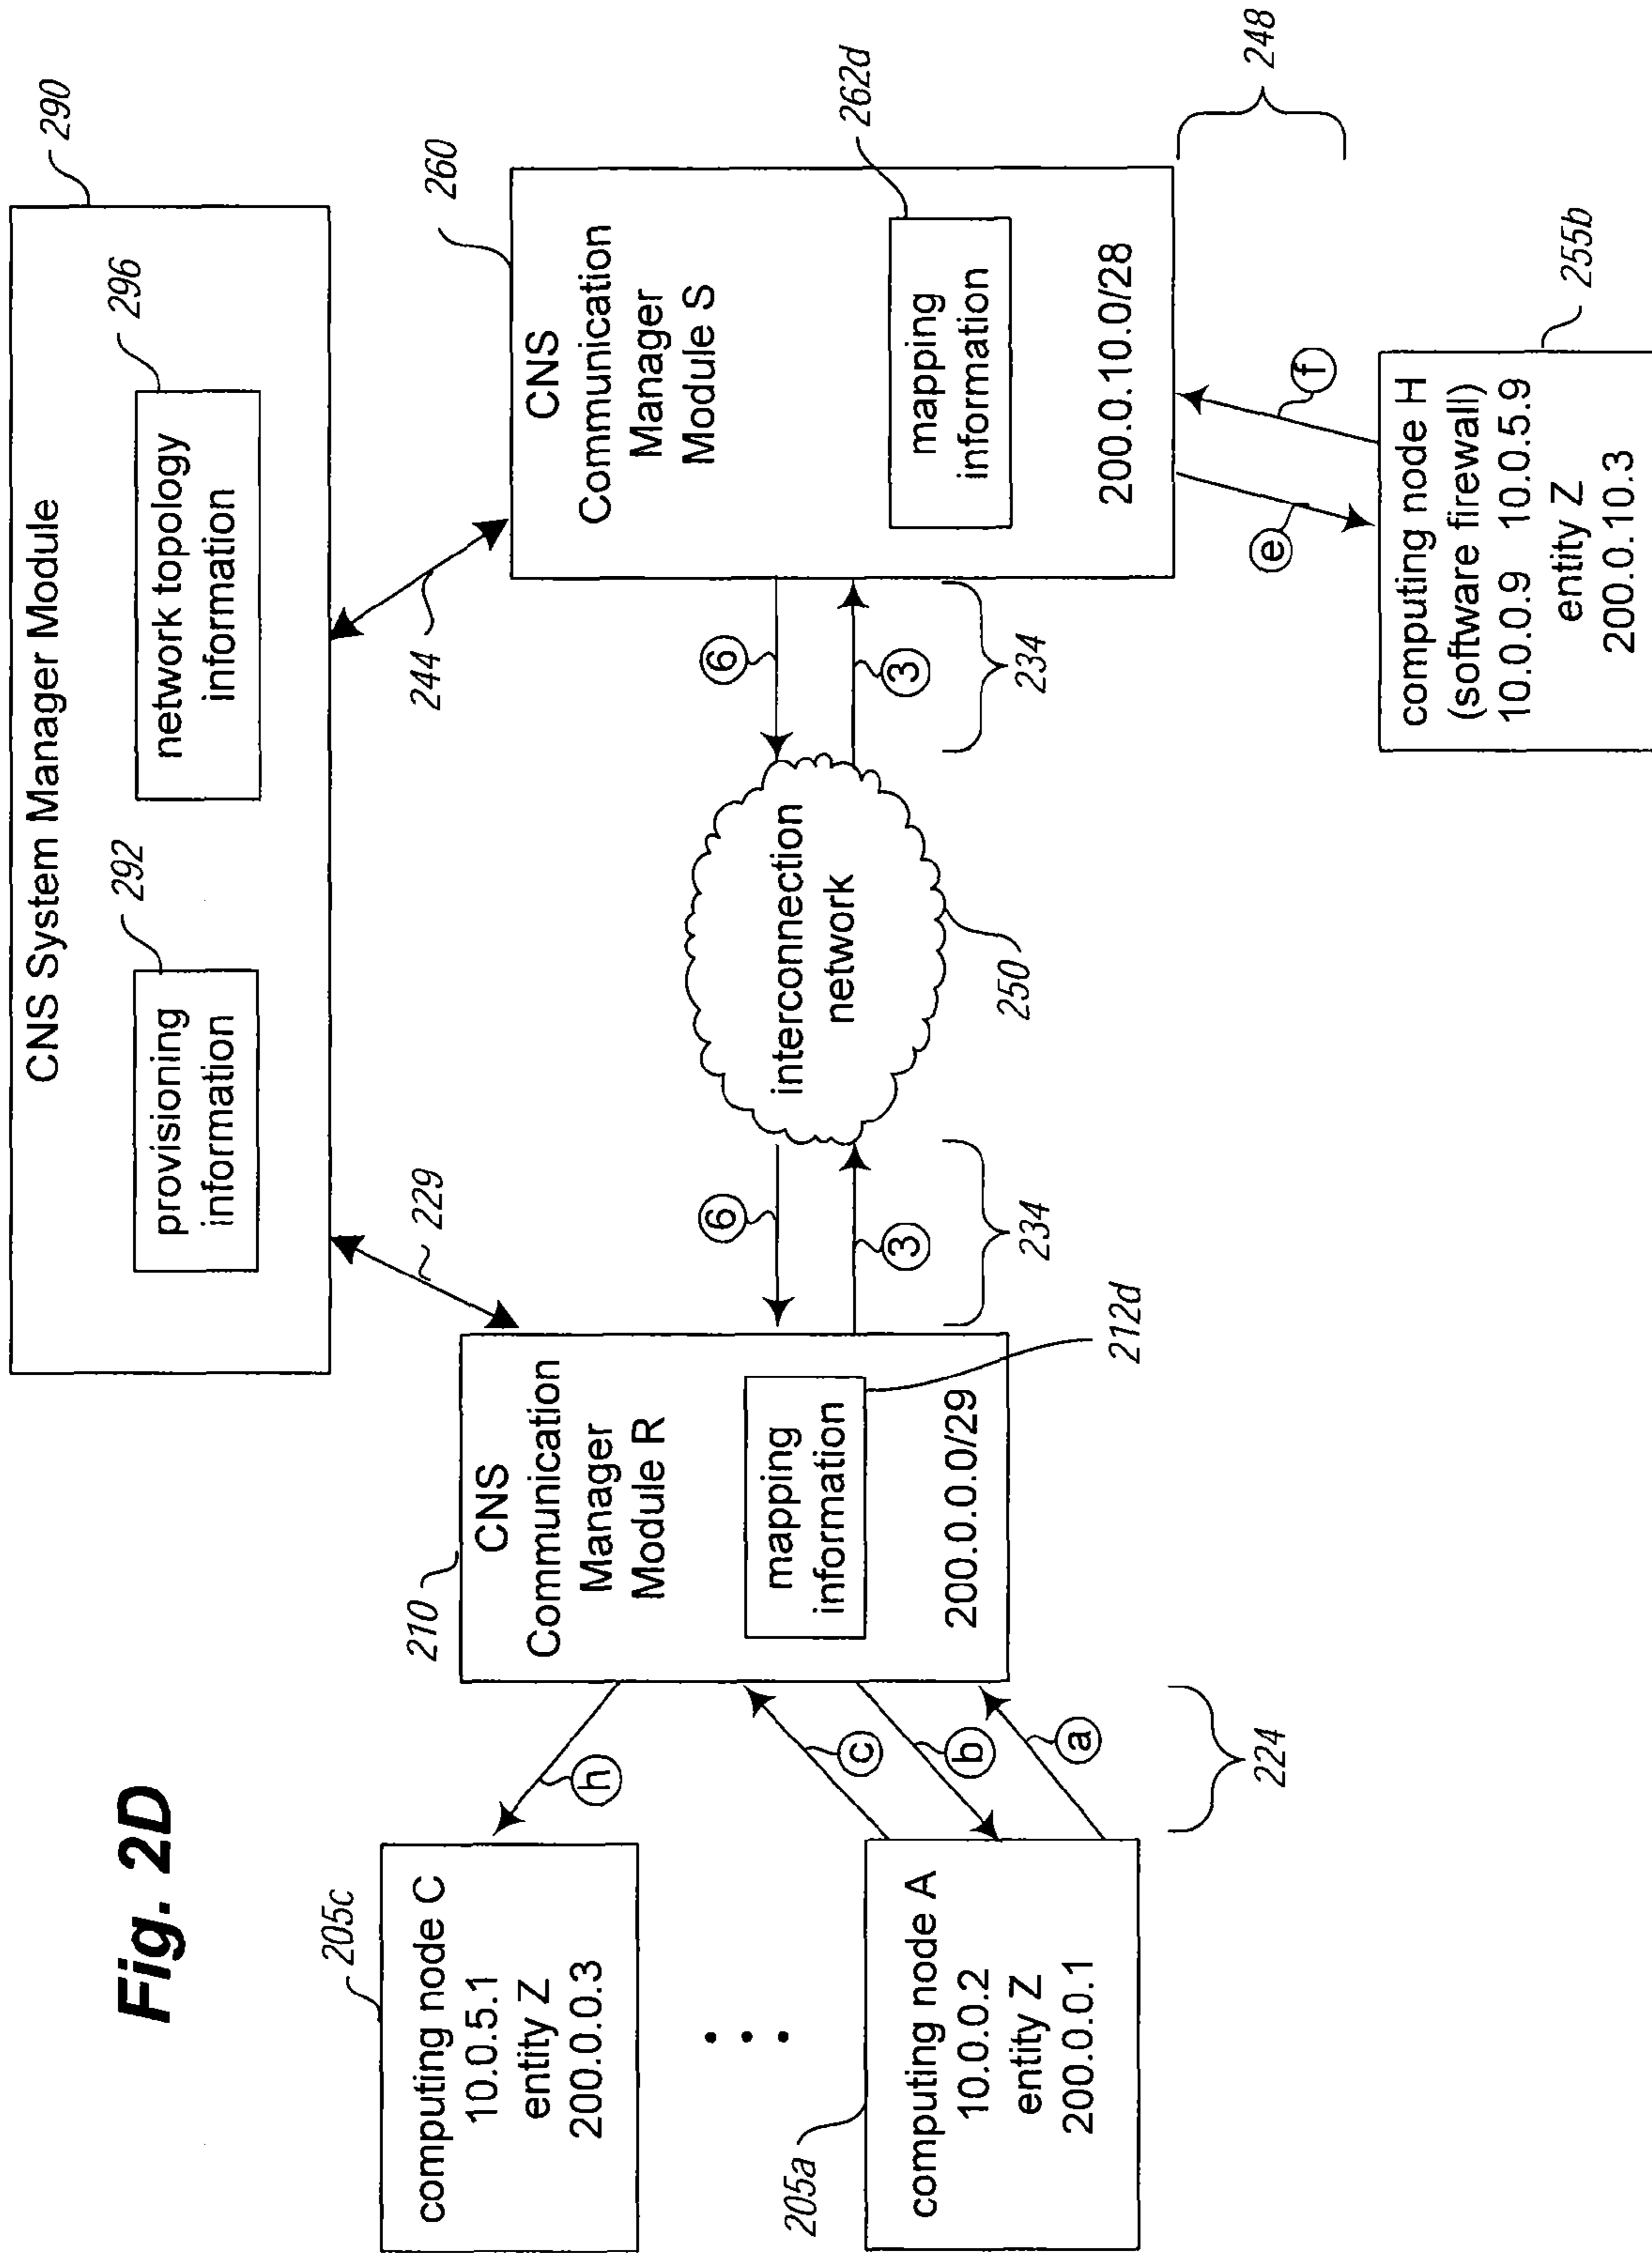 Fig. 2D
CNS System Manager Module
290
provisioning
information
292
network topology
information
296
229
244
210
CNS
Communication
Manager
Module R
mapping
information
212d
200.0.0.0/29
260
CNS
Communication
Manager
Module S
mapping
information
262d
200.0.10.0/28
6
3
234
interconnection
network
250
6
3
234
205c
computing node C
10.0.5.1
entity Z
200.0.0.3
h
c
b
a
224
205a
computing node A
10.0.0.2
entity Z
200.0.0.1
e
f
248
255b
computing node H
(software firewall)
10.0.0.9 10.0.5.9
entity Z
200.0.10.3